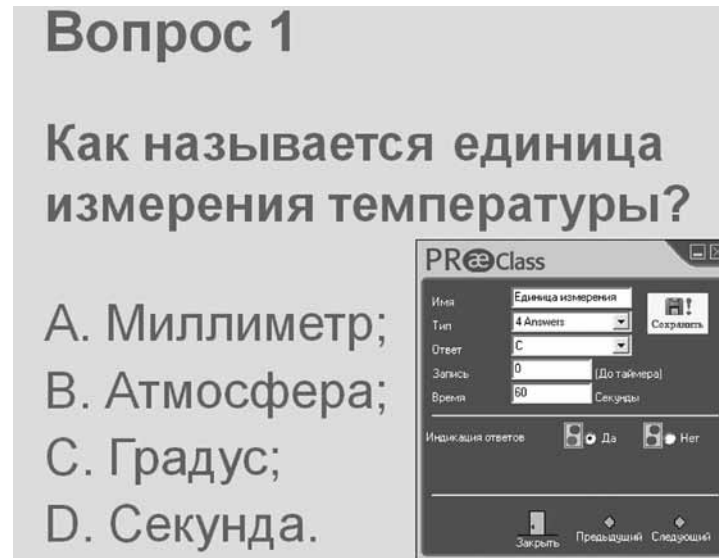 Вопрос 1
Как называется единица
измерения температуры?
A. Миллиметр;
B. Атмосфера;
C. Градус;
D. Секунда.
PRæClass
Имя Единица измерения
Тип 4 Answers
Ответ C
Запись 0 (До таймера)
Время 60 Секунды
Сохранить
Индикация ответов Да Нет
Закрыть Предыдущий Следующий